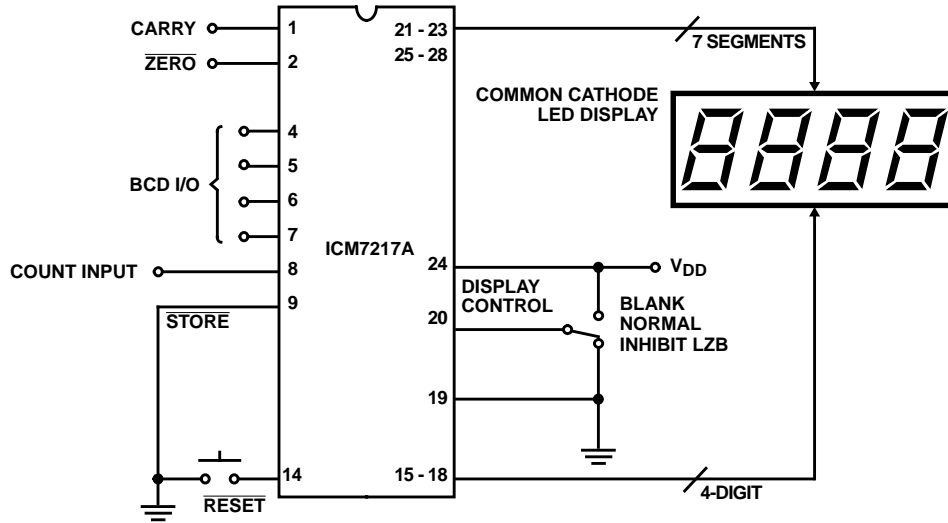 CARRY
ZERO
BCD I/O
COUNT INPUT
STORE
RESET
1
2
4
5
6
7
8
9
14
ICM7217A
21 - 23
25 - 28
24
20
19
15 - 18
7 SEGMENTS
COMMON CATHODE
LED DISPLAY
8888
VDD
DISPLAY
CONTROL
BLANK
NORMAL
INHIBIT LZB
4-DIGIT